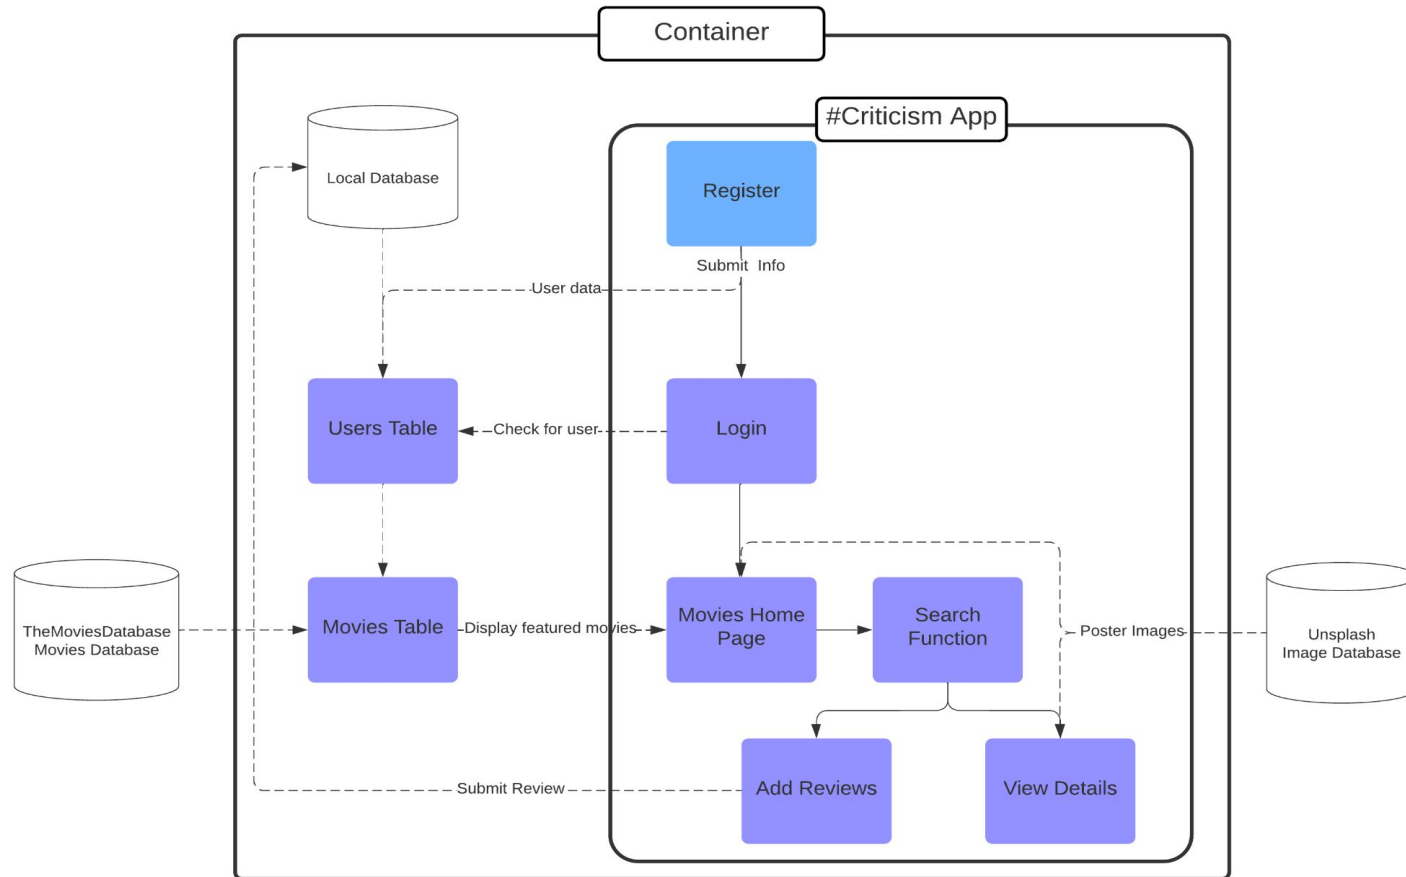 Container
#Criticism App
Register
Local Database
Submit Info
User data
Users Table
Check for user
Login
TheMoviesDatabase
Movies Database
Movies Table
Display featured movies
Movies Home
Page
Search
Function
Poster Images
Unsplash
Image Database
Submit Review
Add Reviews
View Details